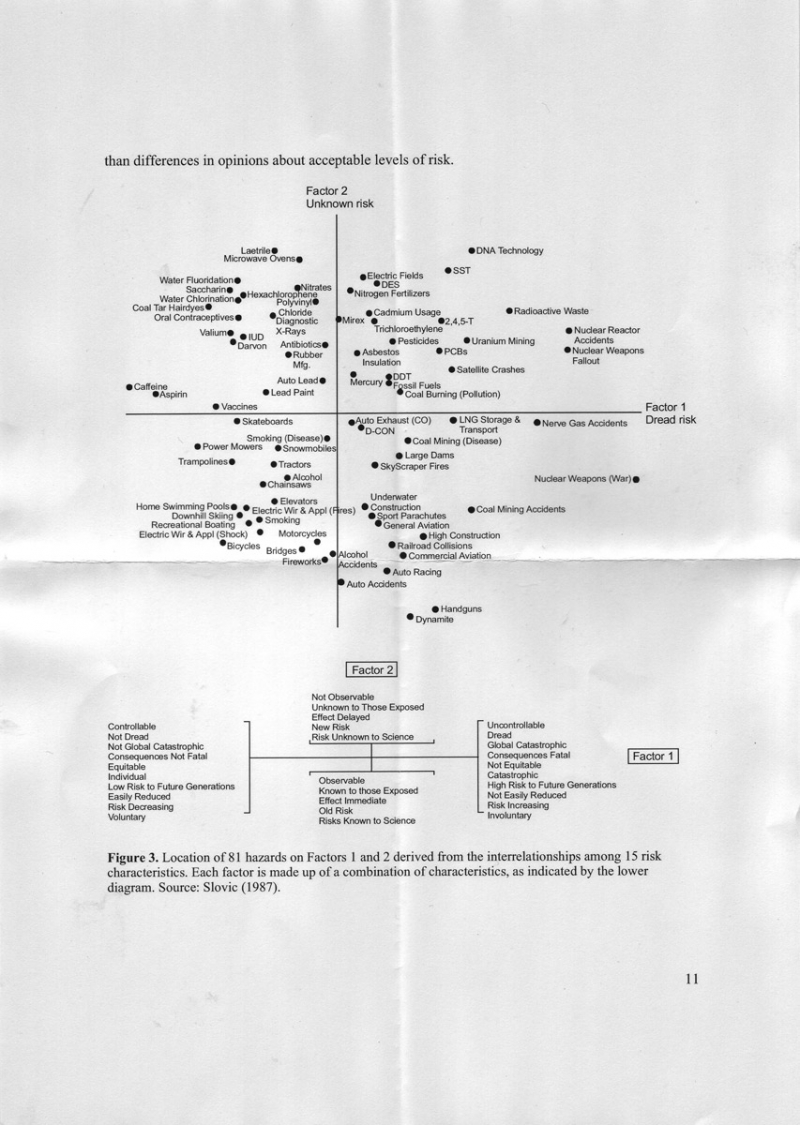 than differences in opinions about acceptable levels of risk.
Factor 2
Unknown risk
Laetrile
Microwave Ovens
DNA Technology
SST
Electric Fields
DES
Nitrogen Fertilizers
Water Fluoridation
Saccharin
Water Chlorination
Hexachlorophene
Nitrates
Polyvinyl
Chloride
Coal Tar Hairdyes
Oral Contraceptives
Diagnostic
X-Rays
Mirex
Cadmium Usage
Trichloroethylene
2,4,5-T
Radioactive Waste
Valium
IUD
Darvon
Antibiotics
Rubber
Mfg.
Pesticides
Uranium Mining
Nuclear Reactor
Accidents
Asbestos
Insulation
PCBs
Nuclear Weapons
Fallout
Satellite Crashes
Auto Lead
Lead Paint
Mercury
DDT
Fossil Fuels
Coal Burning (Pollution)
Caffeine
Aspirin
Vaccines
Factor 1
Dread risk
Skateboards
Auto Exhaust (CO)
D-CON
LNG Storage &
Transport
Nerve Gas Accidents
Smoking (Disease)
Power Mowers
Snowmobiles
Coal Mining (Disease)
Large Dams
SkyScraper Fires
Trampolines
Tractors
Alcohol
Chainsaws
Nuclear Weapons (War)
Elevators
Home Swimming Pools
Electric Wir & Appl (Fires)
Downhill Skiing
Smoking
Recreational Boating
Electric Wir & Appl (Shock)
Underwater
Construction
Sport Parachutes
General Aviation
Coal Mining Accidents
Motorcycles
Bicycles
Bridges
Fireworks
Alcohol
Accidents
High Construction
Railroad Collisions
Commercial Aviation
Auto Racing
Auto Accidents
Handguns
Dynamite
Factor 2
Not Observable
Unknown to Those Exposed
Effect Delayed
New Risk
Risk Unknown to Science
Controllable
Not Dread
Not Global Catastrophic
Consequences Not Fatal
Equitable
Individual
Low Risk to Future Generations
Easily Reduced
Risk Decreasing
Voluntary
Uncontrollable
Dread
Global Catastrophic
Consequences Fatal
Not Equitable
Catastrophic
High Risk to Future Generations
Not Easily Reduced
Risk Increasing
Involuntary
Factor 1
Observable
Known to those Exposed
Effect Immediate
Old Risk
Risks Known to Science
Figure 3. Location of 81 hazards on Factors 1 and 2 derived from the interrelationships among 15 risk
characteristics. Each factor is made up of a combination of characteristics, as indicated by the lower
diagram. Source: Slovic (1987).
11